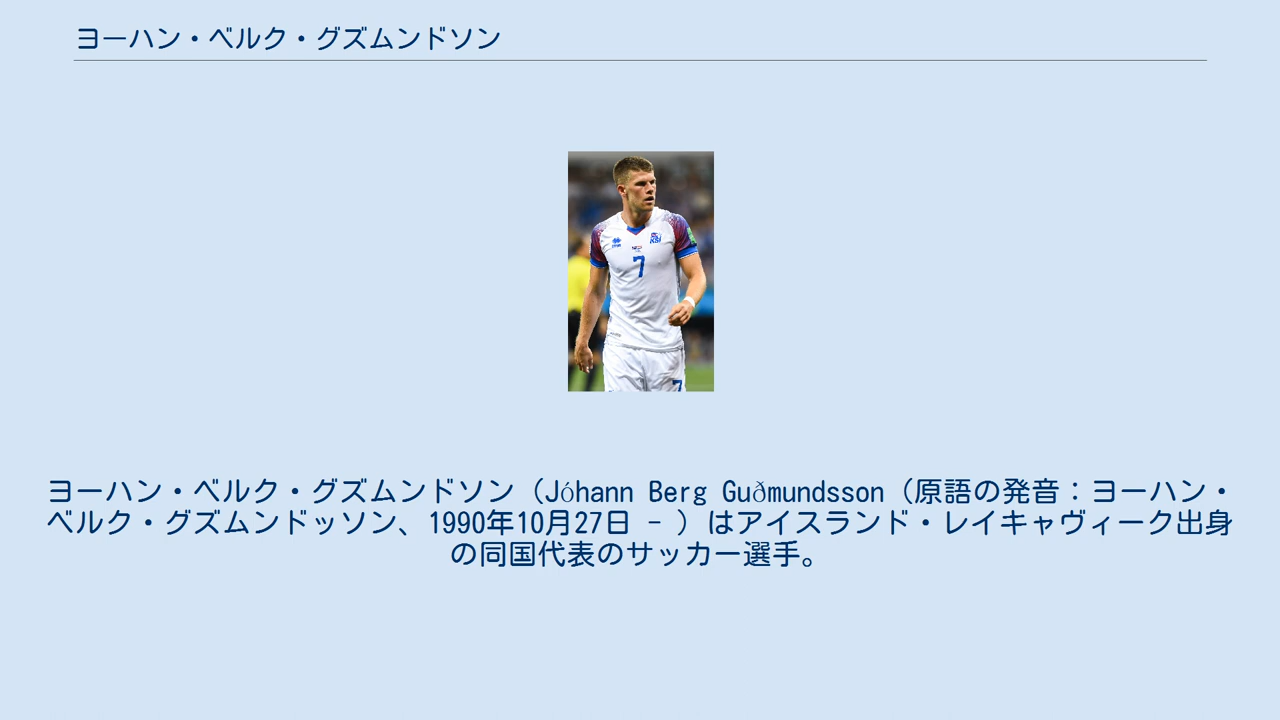 ヨーハン・ベルク・グズムンドソン
7
7
ヨーハン・ベルク・グズムンドソン（Jóhann Berg Guðmundsson（原語の発音：ヨーハン・
ベルク・グズムンドッソン、1990年10月27日 - ）はアイスランド・レイキャヴィーク出身
の同国代表のサッカー選手。